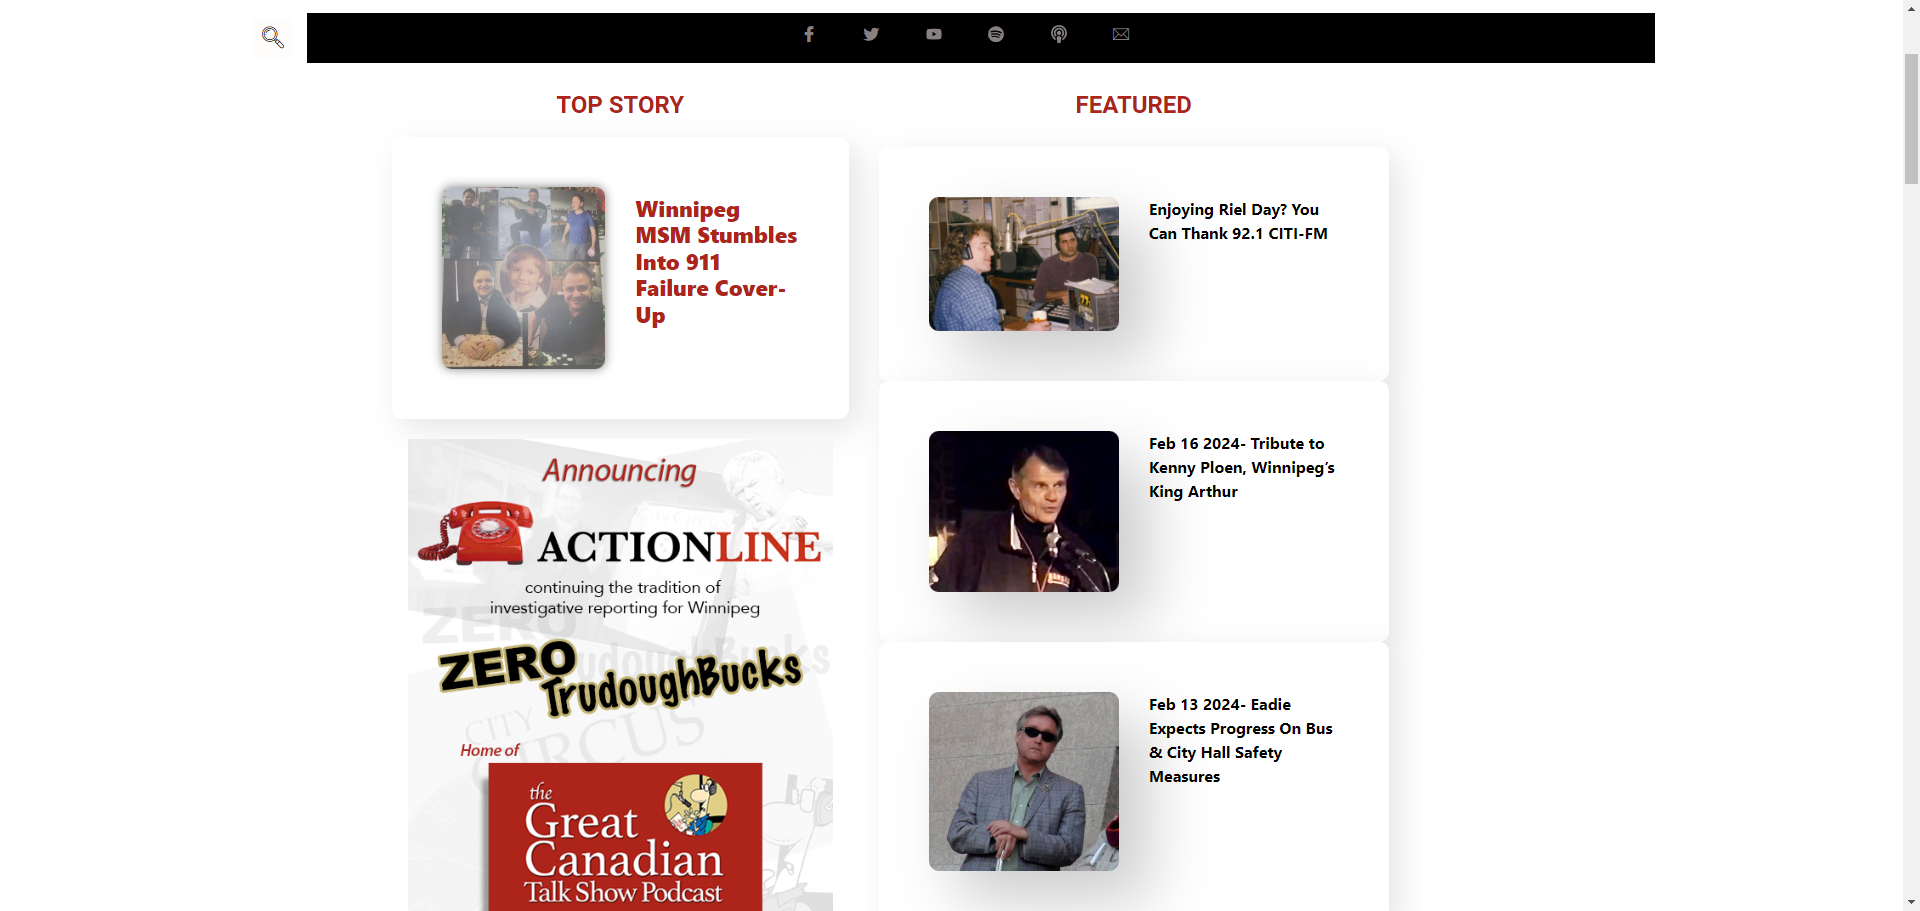 TOP STORY
Winnipeg
MSM Stumbles
Into 911
Failure Cover-
Up
Announcing
ACTIONLINE
continuing the tradition of
investigative reporting for Winnipeg
ZERO
TrudoughBucks
CITY
CIRCUS
Home of
the
Great
Canadian
Talk Show Podcast
FEATURED
Enjoying Riel Day? You
Can Thank 92.1 CITI-FM
Feb 16 2024- Tribute to
Kenny Ploen, Winnipeg’s
King Arthur
Feb 13 2024- Eadie
Expects Progress On Bus
& City Hall Safety
Measures